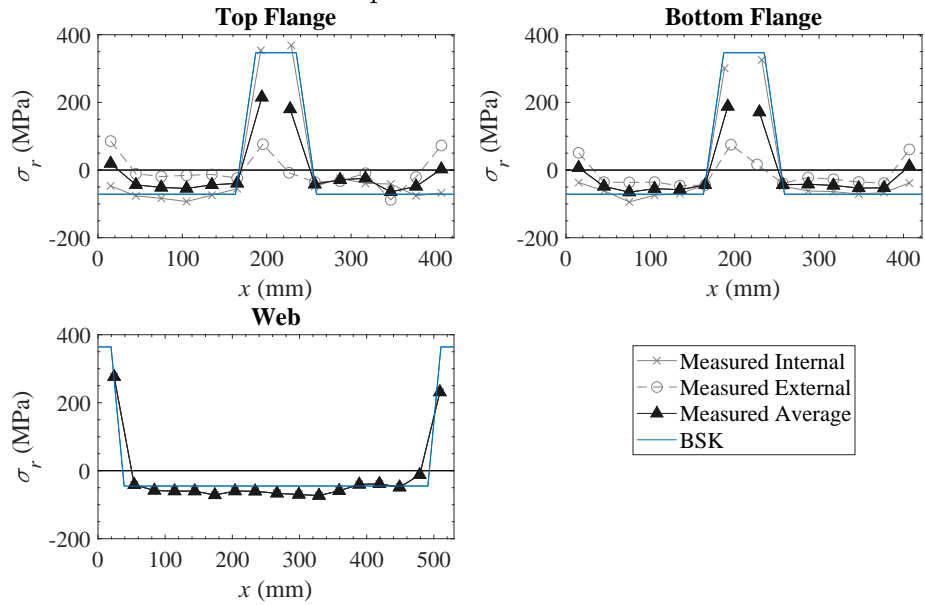 Top Flange
400
200
0
-200
σr (MPa)
0 100 200 300 400
x (mm)
Bottom Flange
400
200
0
-200
σr (MPa)
0 100 200 300 400
x (mm)
Web
400
200
0
-200
σr (MPa)
0 100 200 300 400 500
x (mm)
Measured Internal
Measured External
Measured Average
BSK